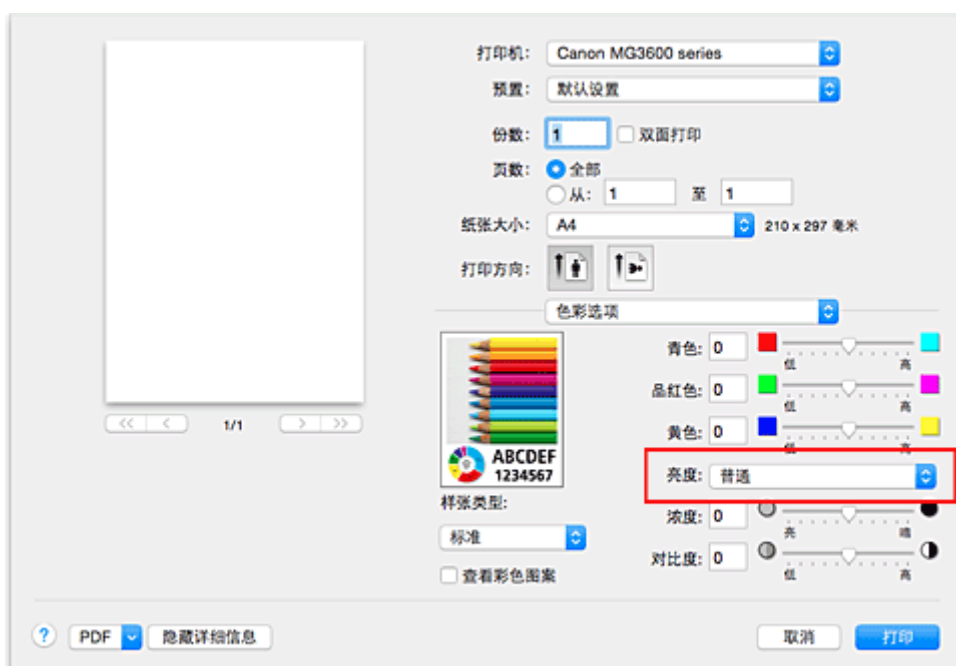 打印机: Canon MG3600 series
预置: 默认设置
份数: 1 双面打印
页数: 全部
从: 1 至 1
纸张大小: A4 210 x 297 毫米
打印方向:
色彩选项
青色: 0
低 高
品红色: 0
低 高
黄色: 0
低 高
亮度: 普通
浓度: 0
亮 暗
对比度: 0
低 高
ABCDEF
1234567
样张类型:
标准
查看彩色图案
<< < 1/1 > >>
? PDF 隐藏详细信息 取消 打印